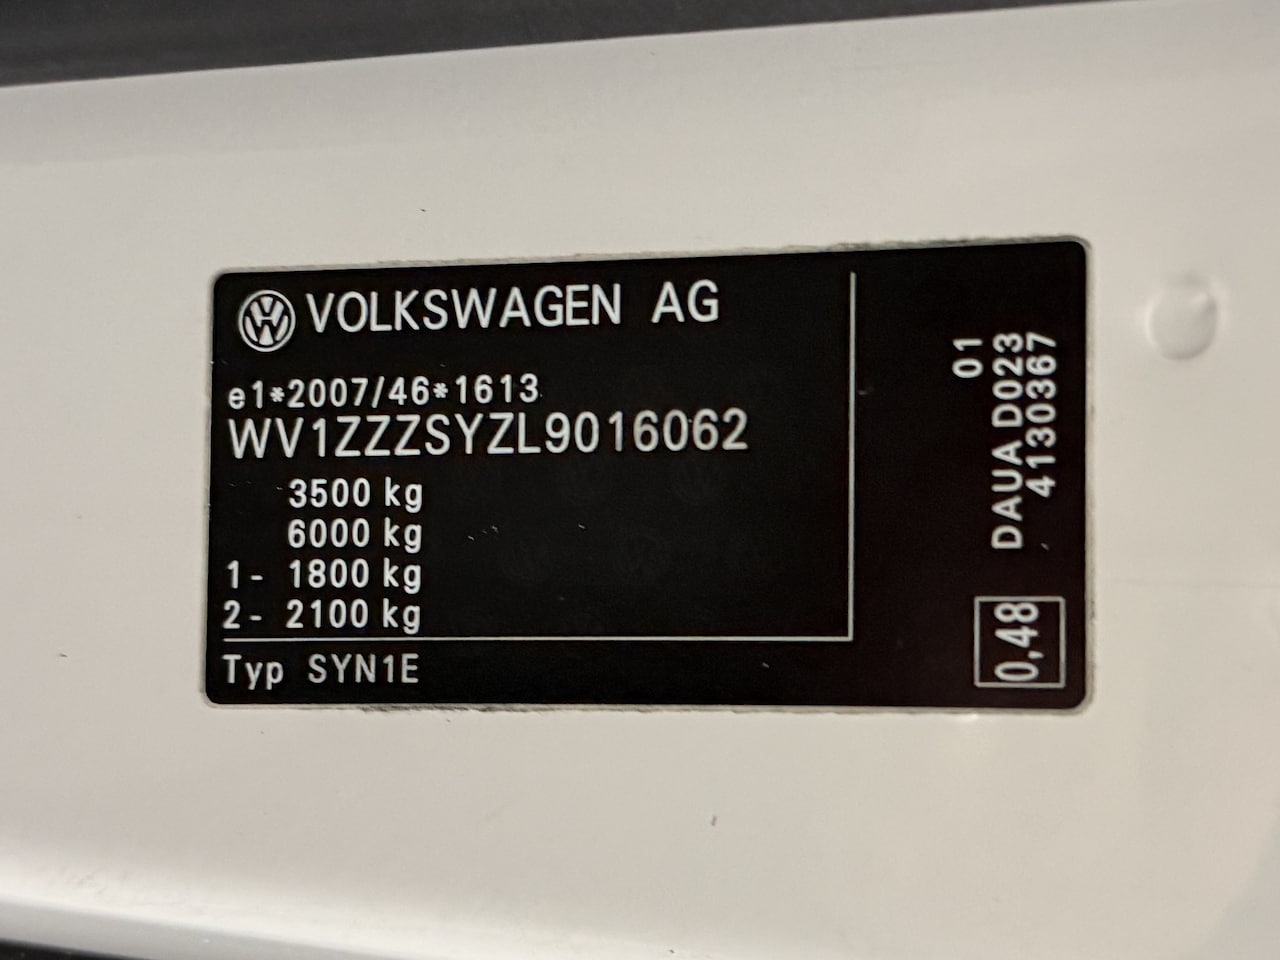 VOLKSWAGEN AG
e1*2007/46*1613
WV1ZZZSYZL9016062
3500 kg
6000 kg
1- 1800 kg
2- 2100 kg
Typ SYN1E
01
DAUA D023
4130367
0,48